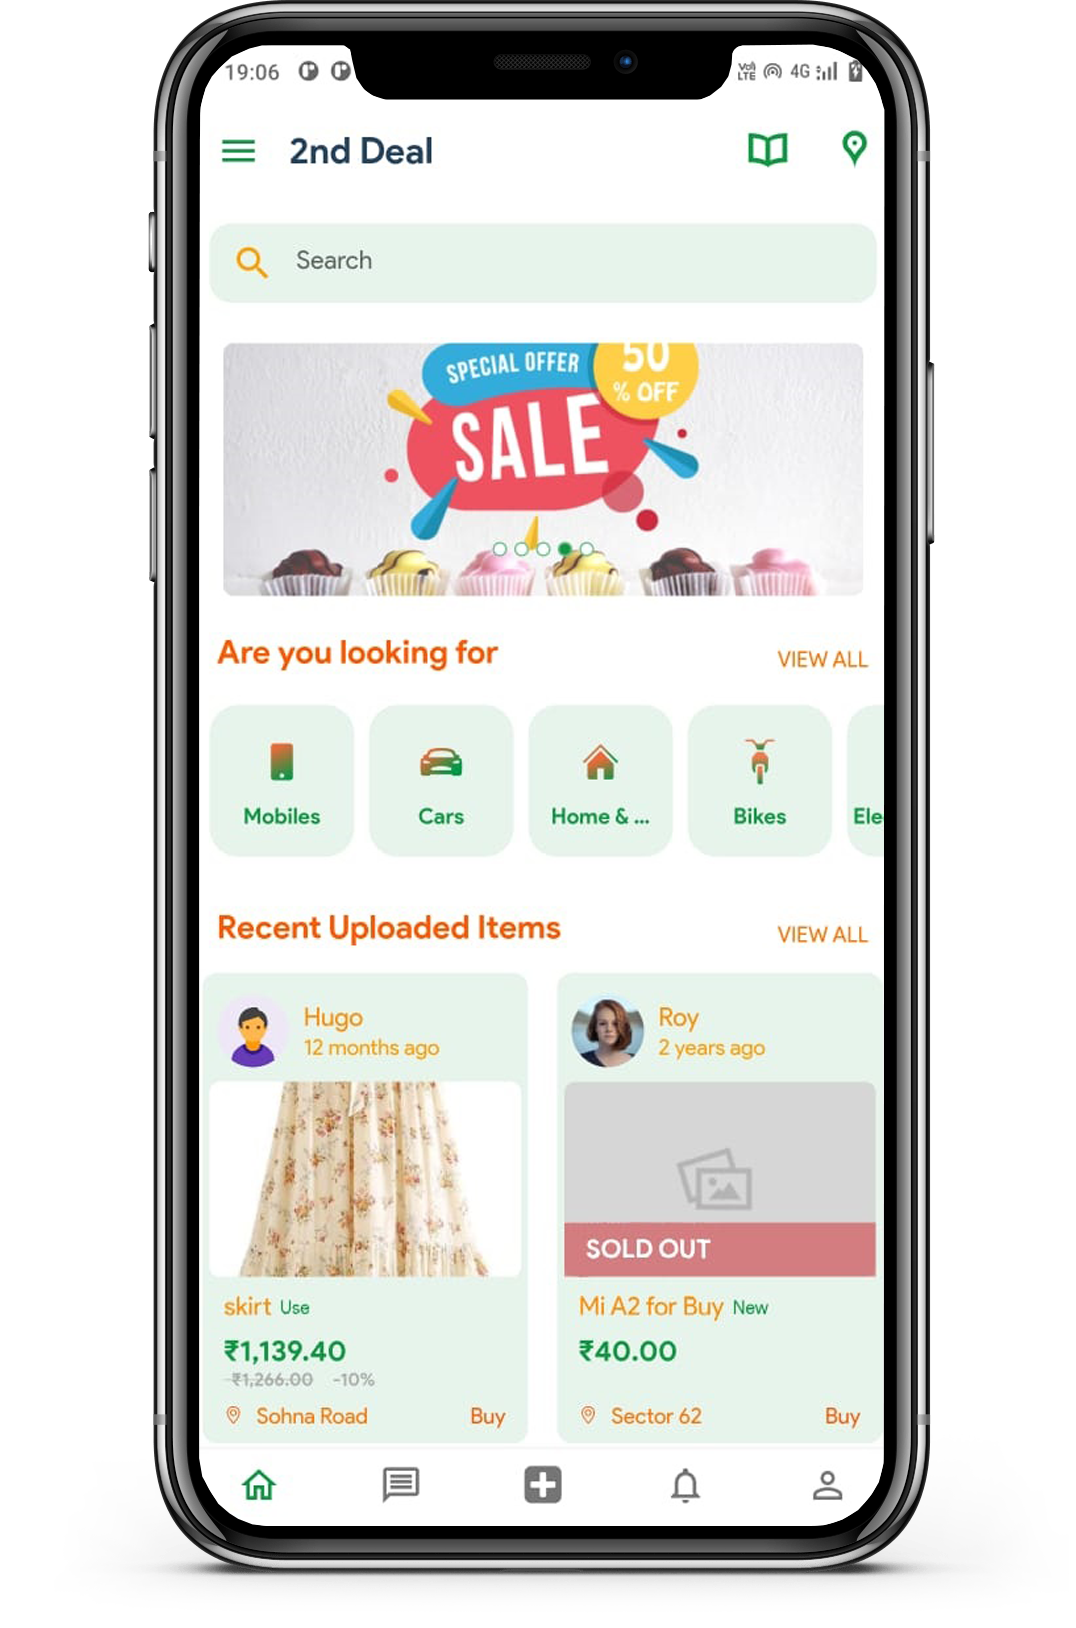 19:06
VoI) LTE 4G
2nd Deal
Search
SPECIAL OFFER
50
% OFF
SALE
Are you looking for
VIEW ALL
Mobiles
Cars
Home & ...
Bikes
Ele
Recent Uploaded Items
VIEW ALL
Hugo
12 months ago
Roy
2 years ago
SOLD OUT
skirt Use
₹1,139.40
₹1,266.00 -10%
Sohna Road
Buy
Mi A2 for Buy New
₹40.00
Sector 62
Buy